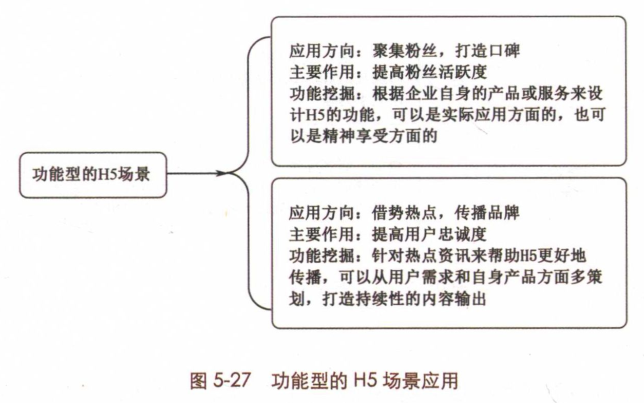 应用方向：聚集粉丝，打造口碑
主要作用：提高粉丝活跃度
功能挖掘：根据企业自身的产品或服务来设
计H5的功能，可以是实际应用方面的，也可
以是精神享受方面的
功能型的H5场景
应用方向：借势热点，传播品牌
主要作用：提高用户忠诚度
功能挖掘：针对热点资讯来帮助H5更好地
传播，可以从用户需求和自身产品方面多策
划，打造持续性的内容输出
图 5-27 功能型的 H5 场景应用